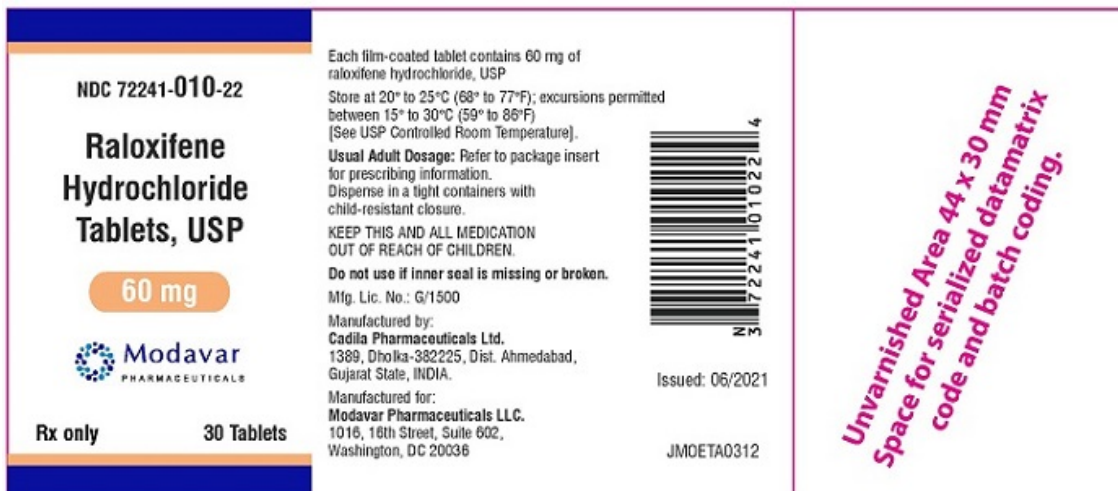 NDC 72241-010-22
Raloxifene
Hydrochloride
Tablets, USP
60 mg
Modavar
PHARMACEUTICALS
Rx only 30 Tablets
Each film-coated tablet contains 60 mg of
raloxifene hydrochloride, USP
Store at 20° to 25°C (68° to 77°F); excursions permitted
between 15° to 30°C (59° to 86°F)
[See USP Controlled Room Temperature].
Usual Adult Dosage: Refer to package insert
for prescribing information.
Dispense in a tight containers with
child-resistant closure.
KEEP THIS AND ALL MEDICATION
OUT OF REACH OF CHILDREN.
Do not use if inner seal is missing or broken.
Mfg. Lic. No.: G/1500
Manufactured by:
Cadila Pharmaceuticals Ltd.
1389, Dholka-382225, Dist. Ahmedabad,
Gujarat State, INDIA.
Manufactured for:
Modavar Pharmaceuticals LLC.
1016, 16th Street, Suite 602,
Washington, DC 20036
N 3 72241 01022 4
Issued: 06/2021
JMOETA0312
Unvarnished Area 44 x 30 mm
Space for serialized datamatrix
code and batch coding.